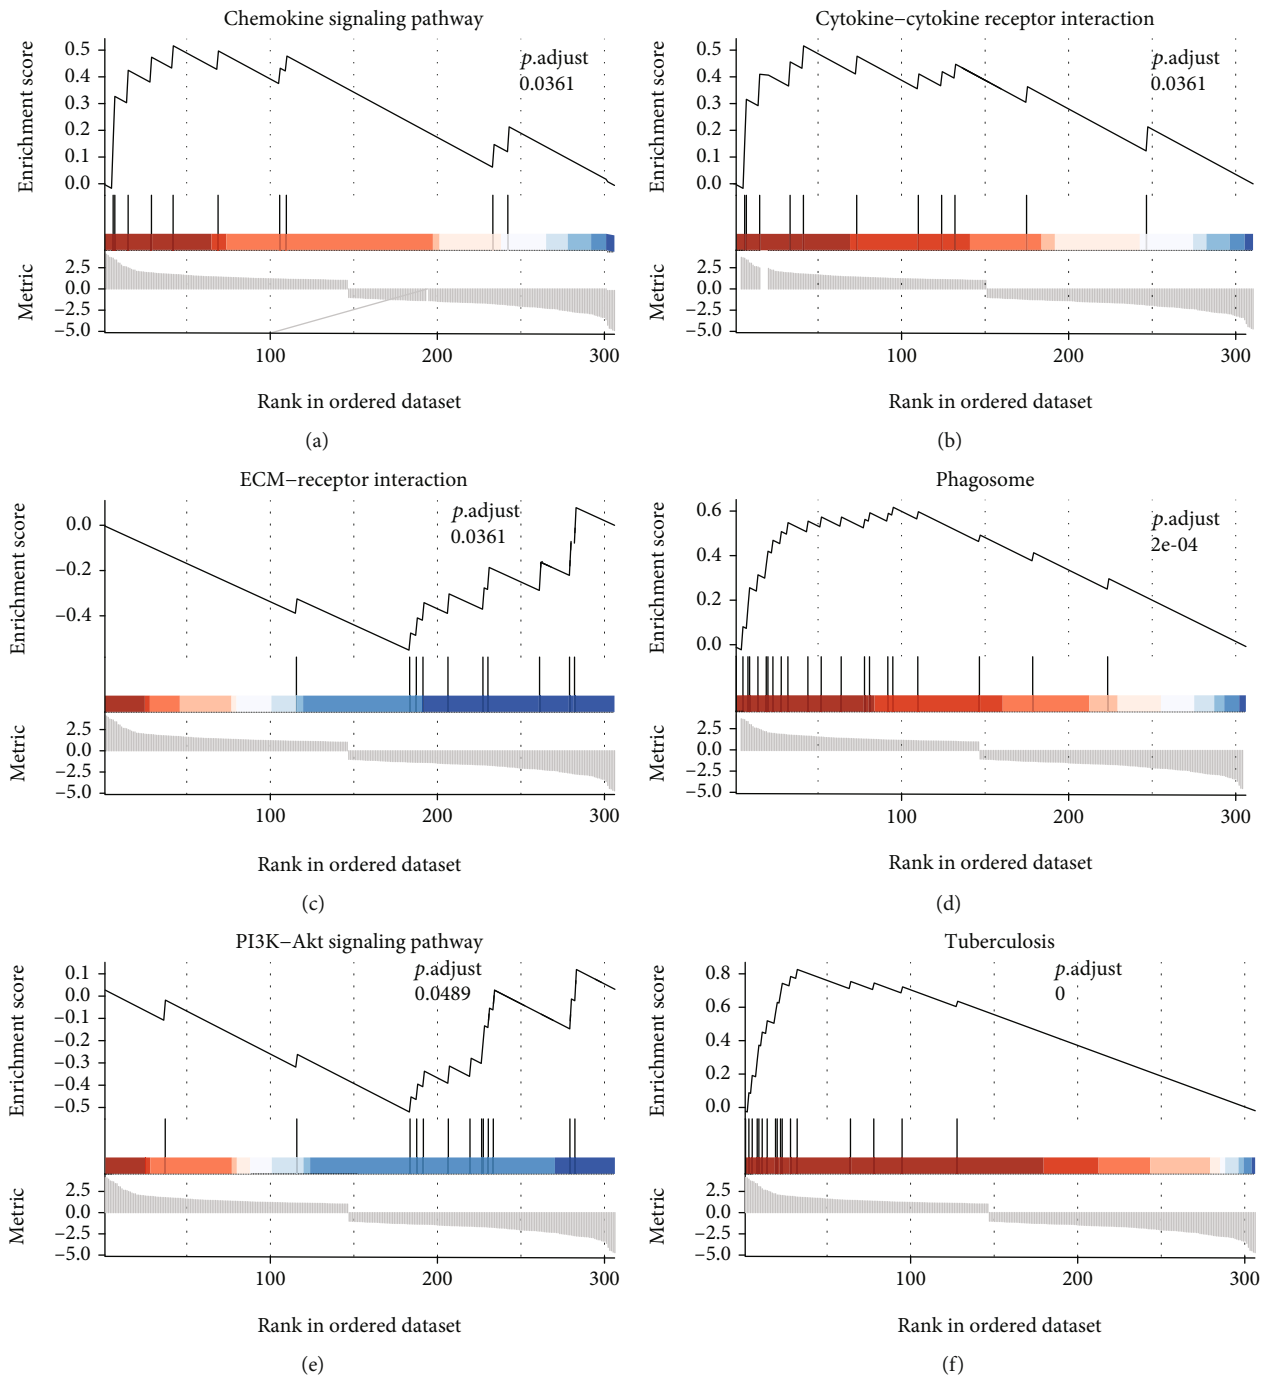 Chemokine signaling pathway
Enrichment score
0.5
0.4
0.3
0.2
0.1
0.0
p.adjust
0.0361
Metric
2.5
0.0
−2.5
−5.0
100 200 300
Rank in ordered dataset
(a)
Cytokine−cytokine receptor interaction
Enrichment score
0.5
0.4
0.3
0.2
0.1
0.0
p.adjust
0.0361
Metric
2.5
0.0
−2.5
−5.0
100 200 300
Rank in ordered dataset
(b)
ECM−receptor interaction
Enrichment score
0.0
−0.2
−0.4
p.adjust
0.0361
Metric
2.5
0.0
−2.5
−5.0
100 200 300
Rank in ordered dataset
(c)
Phagosome
Enrichment score
0.6
0.4
0.2
0.0
p.adjust
2e-04
Metric
2.5
0.0
−2.5
−5.0
100 200 300
Rank in ordered dataset
(d)
PI3K−Akt signaling pathway
Enrichment score
0.1
0.0
−0.1
−0.2
−0.3
−0.4
−0.5
p.adjust
0.0489
Metric
2.5
0.0
−2.5
−5.0
100 200 300
Rank in ordered dataset
(e)
Tuberculosis
Enrichment score
0.8
0.6
0.4
0.2
0.0
p.adjust
0
Metric
2.5
0.0
−2.5
−5.0
100 200 300
Rank in ordered dataset
(f)